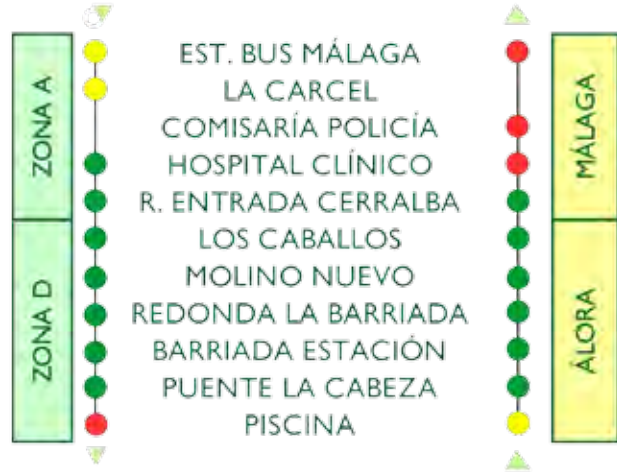 EST. BUS MÁLAGA
LA CARCEL
COMISARÍA POLICÍA
HOSPITAL CLÍNICO
R. ENTRADA CERRALBA
LOS CABALLOS
MOLINO NUEVO
REDONDA LA BARRIADA
BARRIADA ESTACIÓN
PUENTE LA CABEZA
PISCINA
ZONA A
ZONA D
MÁLAGA
ÁLORA